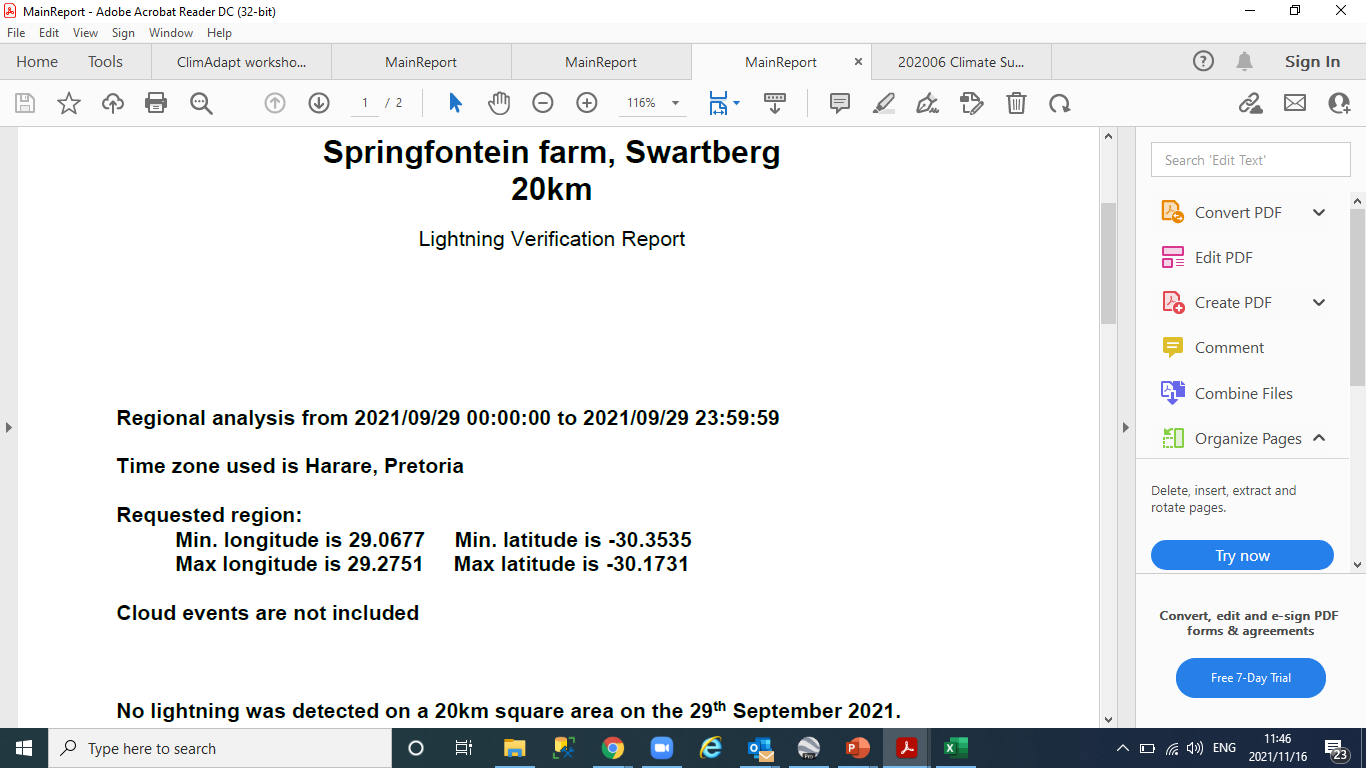 MainReport - Adobe Acrobat Reader DC (32-bit)
File Edit View Sign Window Help
Home Tools ClimAdapt worksho... MainReport MainReport MainReport × 202006 Climate Su... Sign In
1 / 2 116%
Search 'Edit Text'
Convert PDF
Edit PDF
Create PDF
Comment
Combine Files
Organize Pages
Delete, insert, extract and
rotate pages.
Try now
Convert, edit and e-sign PDF
forms & agreements
Free 7-Day Trial
Springfontein farm, Swartberg
20km
Lightning Verification Report
Regional analysis from 2021/09/29 00:00:00 to 2021/09/29 23:59:59
Time zone used is Harare, Pretoria
Requested region:
Min. longitude is 29.0677 Min. latitude is -30.3535
Max longitude is 29.2751 Max latitude is -30.1731
Cloud events are not included
No lightning was detected on a 20km square area on the 29th September 2021.
Type here to search
ENG
11:46
2021/11/16
23